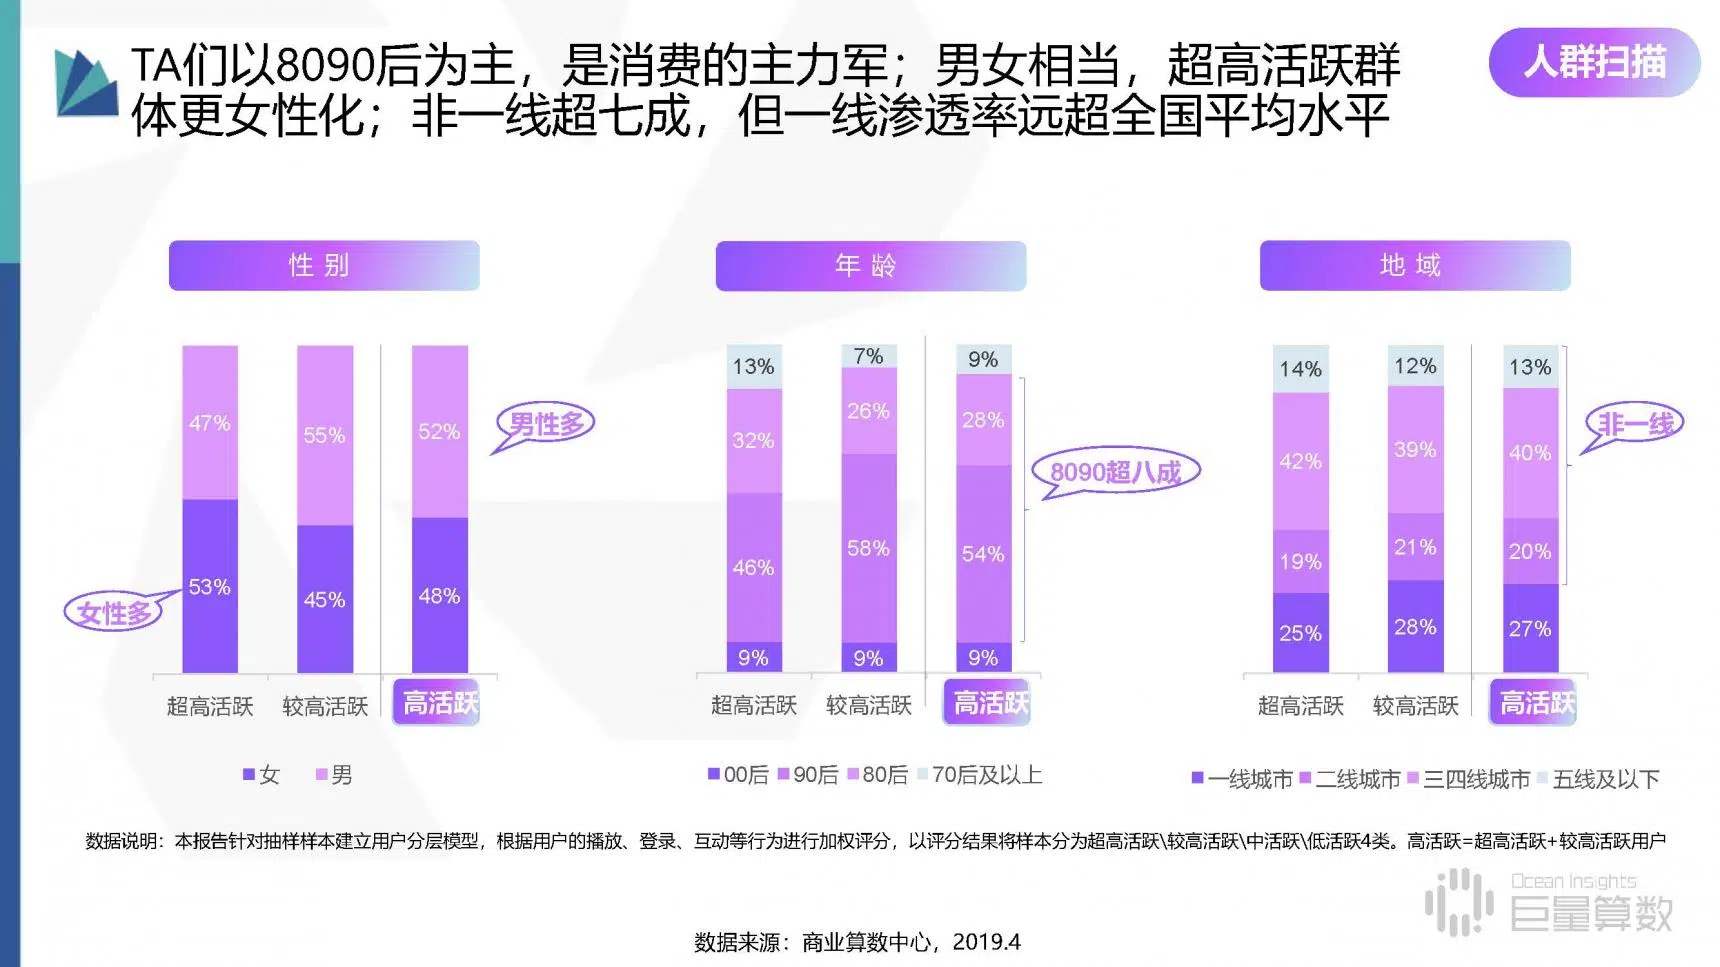 TA们以8090后为主，是消费的主力军；男女相当，超高活跃群
体更女性化；非一线超七成，但一线渗透率远超全国平均水平
人群扫描
性别
47%
55%
52%
53%
45%
48%
男性多
女性多
超高活跃
较高活跃
高活跃
女
男
年龄
13%
7%
9%
32%
26%
28%
46%
58%
54%
9%
9%
9%
8090超八成
超高活跃
较高活跃
高活跃
00后
90后
80后
70后及以上
地域
14%
12%
13%
42%
39%
40%
19%
21%
20%
25%
28%
27%
非一线
超高活跃
较高活跃
高活跃
一线城市
二线城市
三四线城市
五线及以下
数据说明：本报告针对抽样样本建立用户分层模型，根据用户的播放、登录、互动等行为进行加权评分，以评分结果将样本分为超高活跃\较高活跃\中活跃\低活跃4类。高活跃=超高活跃+较高活跃用户
Ocean Insights
巨量算数
数据来源：商业算数中心，2019.4